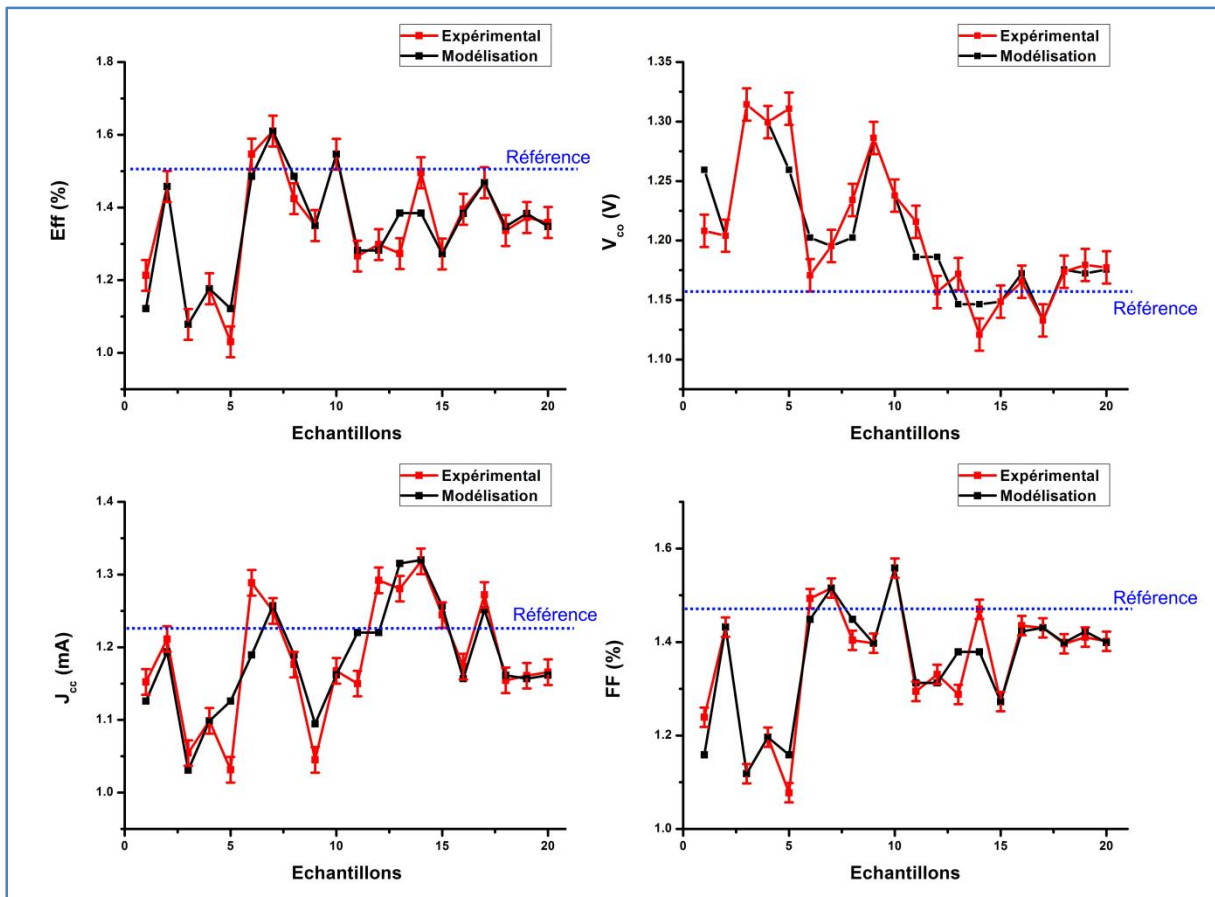 Expérimental
Modélisation
1.8
1.6
1.4
1.2
1.0
Eff (%)
Référence
0
5
10
15
20
Echantillons
Expérimental
Modélisation
1.35
1.30
1.25
1.20
1.15
1.10
V_co (V)
Référence
0
5
10
15
20
Echantillons
Expérimental
Modélisation
1.4
1.3
1.2
1.1
1.0
J_cc (mA)
Référence
0
5
10
15
20
Echantillons
Expérimental
Modélisation
1.6
1.4
1.2
1.0
FF (%)
Référence
0
5
10
15
20
Echantillons